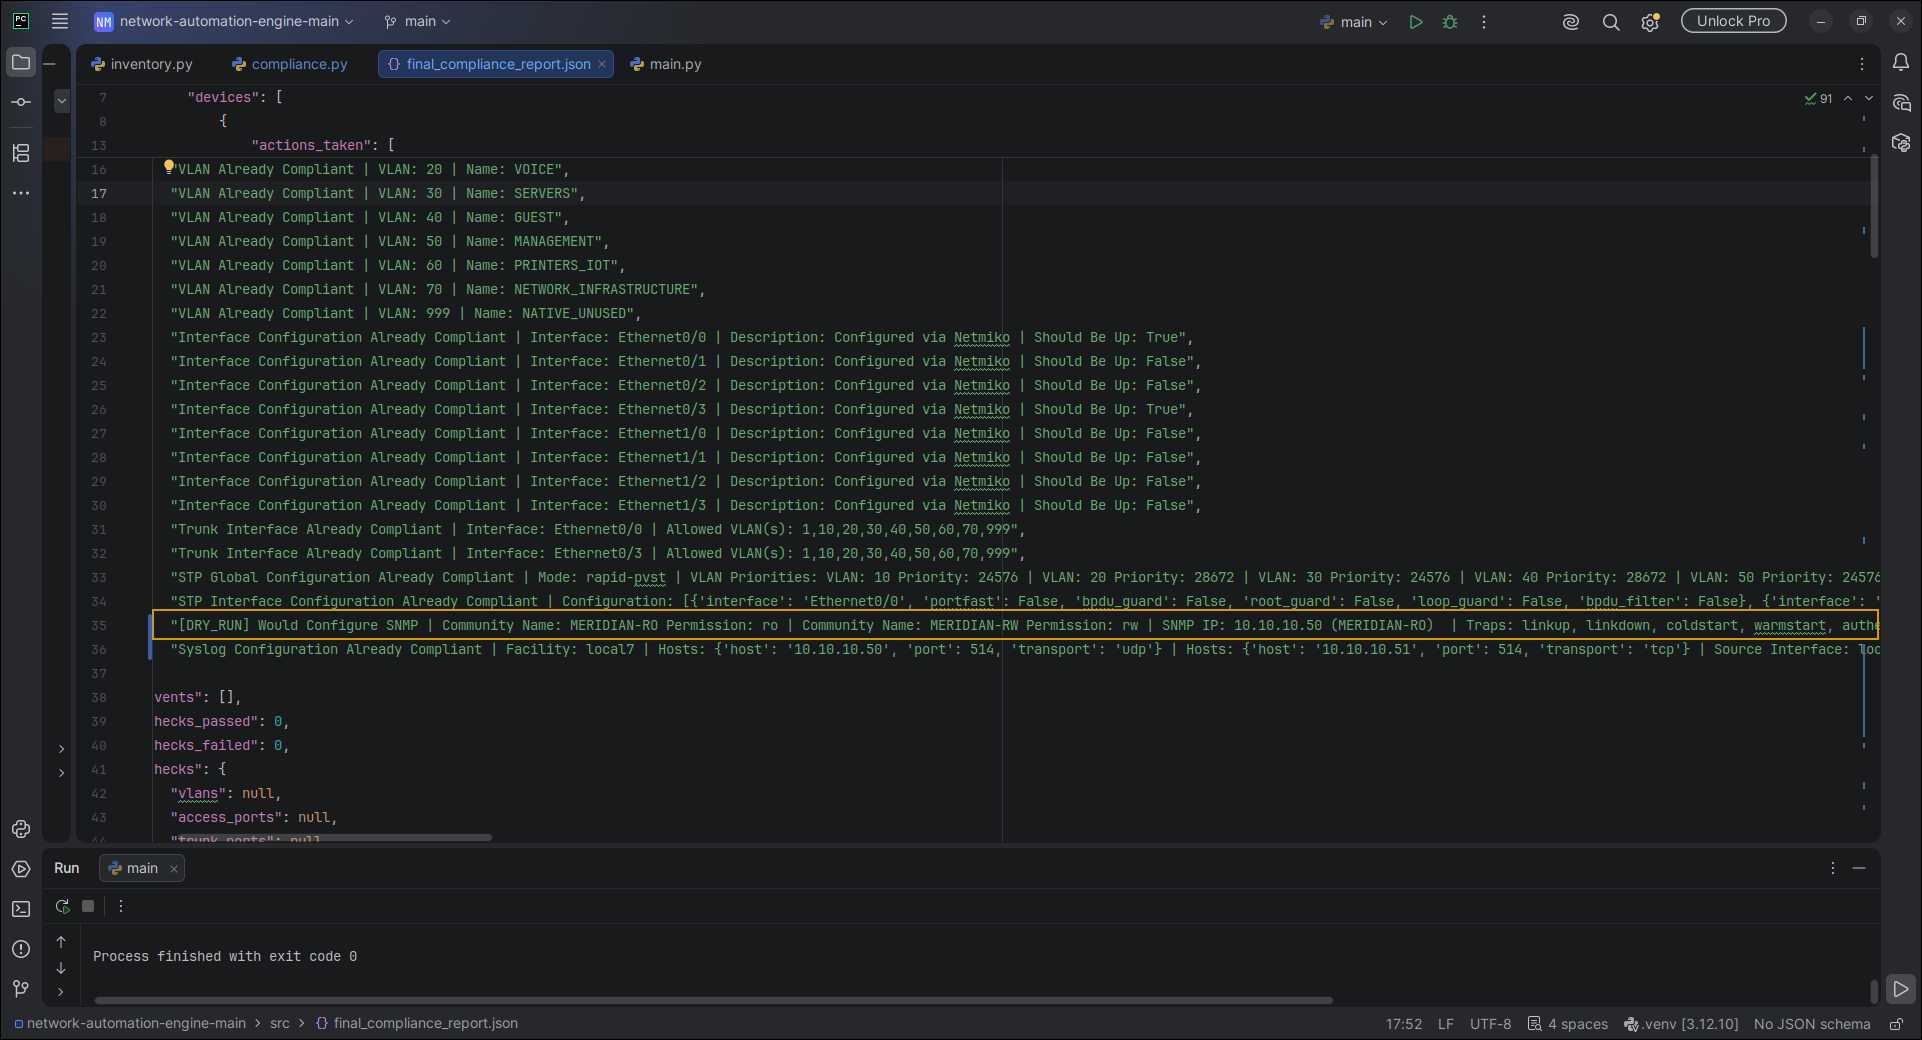 PC
NM network-automation-engine-main main main Unlock Pro
inventory.py compliance.py {} final_compliance_report.json main.py
91
7 "devices": [
8 {
13 "actions_taken": [
16 "VLAN Already Compliant | VLAN: 20 | Name: VOICE",
17 "VLAN Already Compliant | VLAN: 30 | Name: SERVERS",
18 "VLAN Already Compliant | VLAN: 40 | Name: GUEST",
19 "VLAN Already Compliant | VLAN: 50 | Name: MANAGEMENT",
20 "VLAN Already Compliant | VLAN: 60 | Name: PRINTERS_IOT",
21 "VLAN Already Compliant | VLAN: 70 | Name: NETWORK_INFRASTRUCTURE",
22 "VLAN Already Compliant | VLAN: 999 | Name: NATIVE_UNUSED",
23 "Interface Configuration Already Compliant | Interface: Ethernet0/0 | Description: Configured via Netmiko | Should Be Up: True",
24 "Interface Configuration Already Compliant | Interface: Ethernet0/1 | Description: Configured via Netmiko | Should Be Up: False",
25 "Interface Configuration Already Compliant | Interface: Ethernet0/2 | Description: Configured via Netmiko | Should Be Up: False",
26 "Interface Configuration Already Compliant | Interface: Ethernet0/3 | Description: Configured via Netmiko | Should Be Up: True",
27 "Interface Configuration Already Compliant | Interface: Ethernet1/0 | Description: Configured via Netmiko | Should Be Up: False",
28 "Interface Configuration Already Compliant | Interface: Ethernet1/1 | Description: Configured via Netmiko | Should Be Up: False",
29 "Interface Configuration Already Compliant | Interface: Ethernet1/2 | Description: Configured via Netmiko | Should Be Up: False",
30 "Interface Configuration Already Compliant | Interface: Ethernet1/3 | Description: Configured via Netmiko | Should Be Up: False",
31 "Trunk Interface Already Compliant | Interface: Ethernet0/0 | Allowed VLAN(s): 1,10,20,30,40,50,60,70,999",
32 "Trunk Interface Already Compliant | Interface: Ethernet0/3 | Allowed VLAN(s): 1,10,20,30,40,50,60,70,999",
33 "STP Global Configuration Already Compliant | Mode: rapid-pvst | VLAN Priorities: VLAN: 10 Priority: 24576 | VLAN: 20 Priority: 28672 | VLAN: 30 Priority: 24576 | VLAN: 40 Priority: 28672 | VLAN: 50 Priority: 24576
34 "STP Interface Configuration Already Compliant | Configuration: [{'interface': 'Ethernet0/0', 'portfast': False, 'bpdu_guard': False, 'root_guard': False, 'loop_guard': False, 'bpdu_filter': False}, {'interface': '
35 "[DRY_RUN] Would Configure SNMP | Community Name: MERIDIAN-RO Permission: ro | Community Name: MERIDIAN-RW Permission: rw | SNMP IP: 10.10.10.50 (MERIDIAN-RO) | Traps: linkup, linkdown, coldstart, warmstart, authe
36 "Syslog Configuration Already Compliant | Facility: local7 | Hosts: {'host': '10.10.10.50', 'port': 514, 'transport': 'udp'} | Hosts: {'host': '10.10.10.51', 'port': 514, 'transport': 'tcp'} | Source Interface: loc
37
38 vents": [],
39 hecks_passed": 0,
40 hecks_failed": 0,
41 hecks": {
42 "vlans": null,
43 "access_ports": null,
44 "trunk_ports": null
Run main
Process finished with exit code 0
network-automation-engine-main > src > {} final_compliance_report.json 17:52 LF UTF-8 4 spaces .venv [3.12.10] No JSON schema